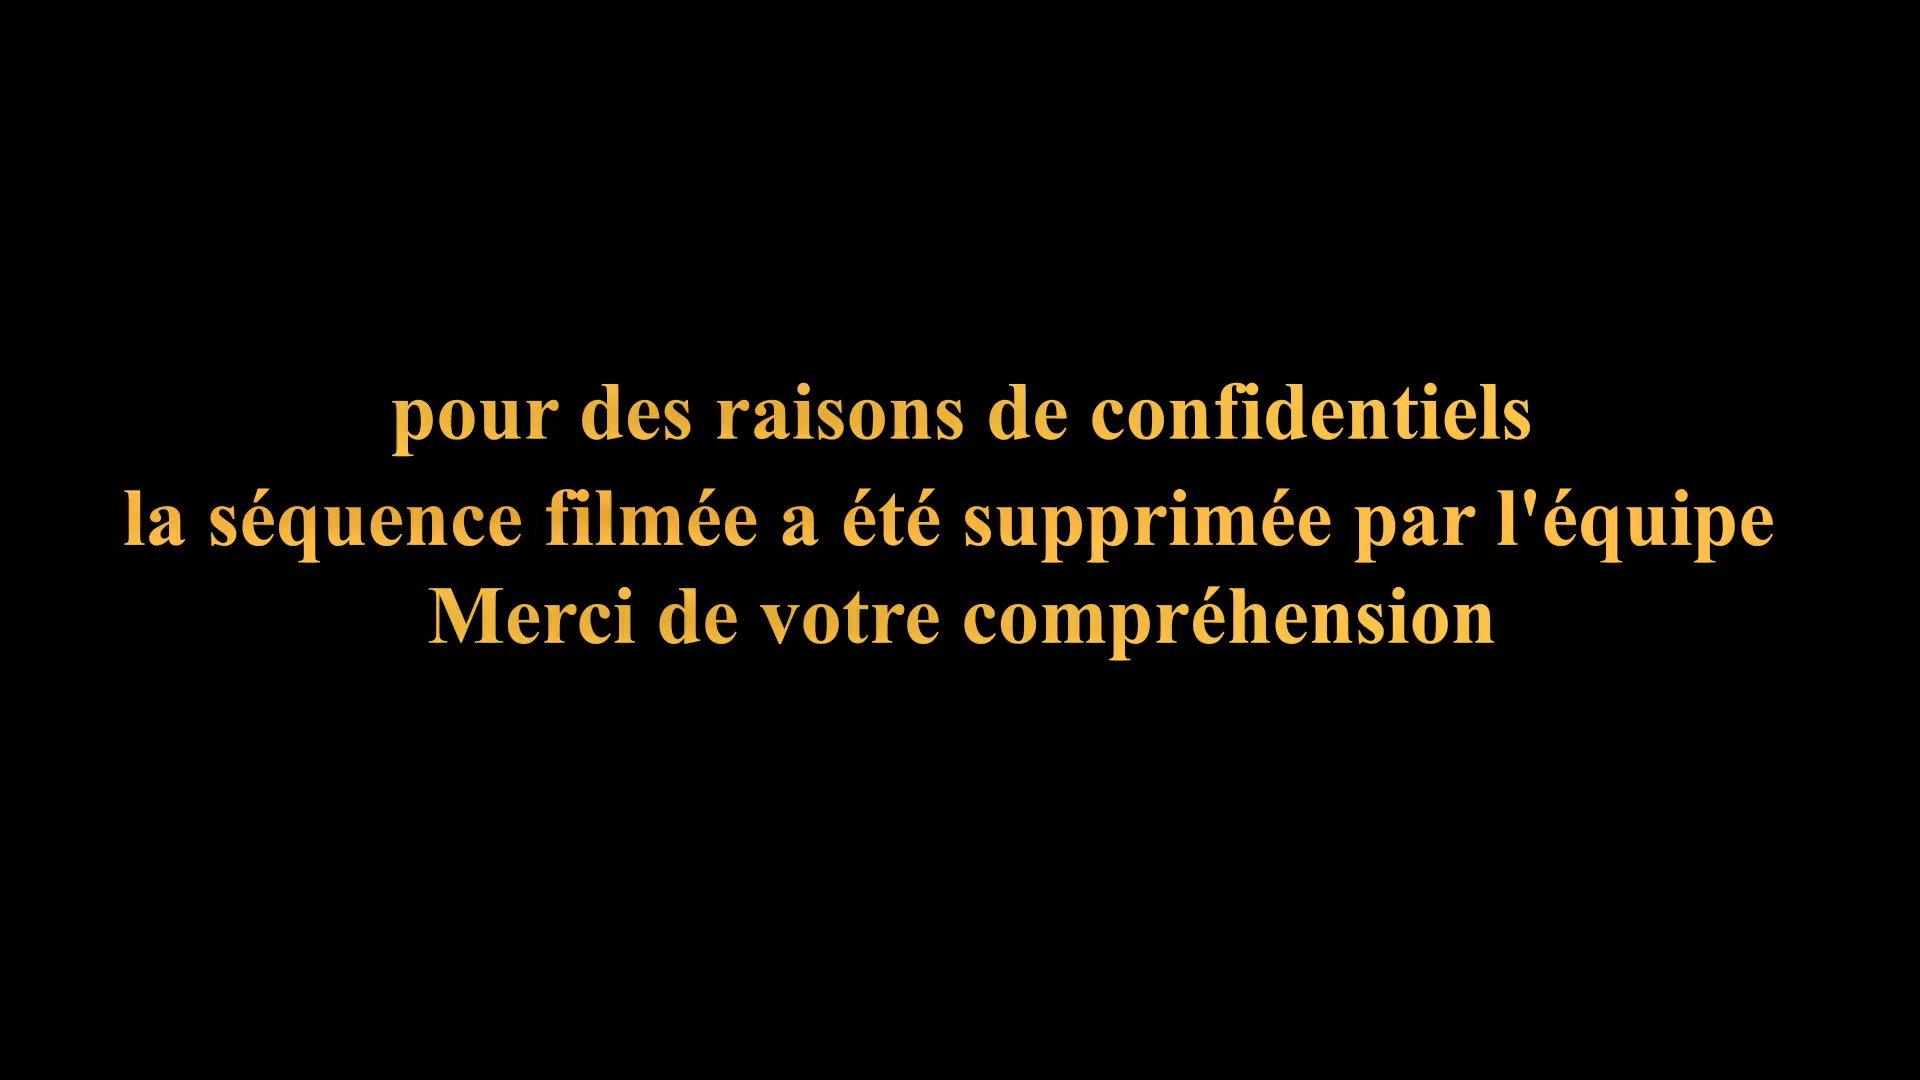 pour des raisons de confidentiels
la séquence filmée a été supprimée par l'équipe
Merci de votre compréhension